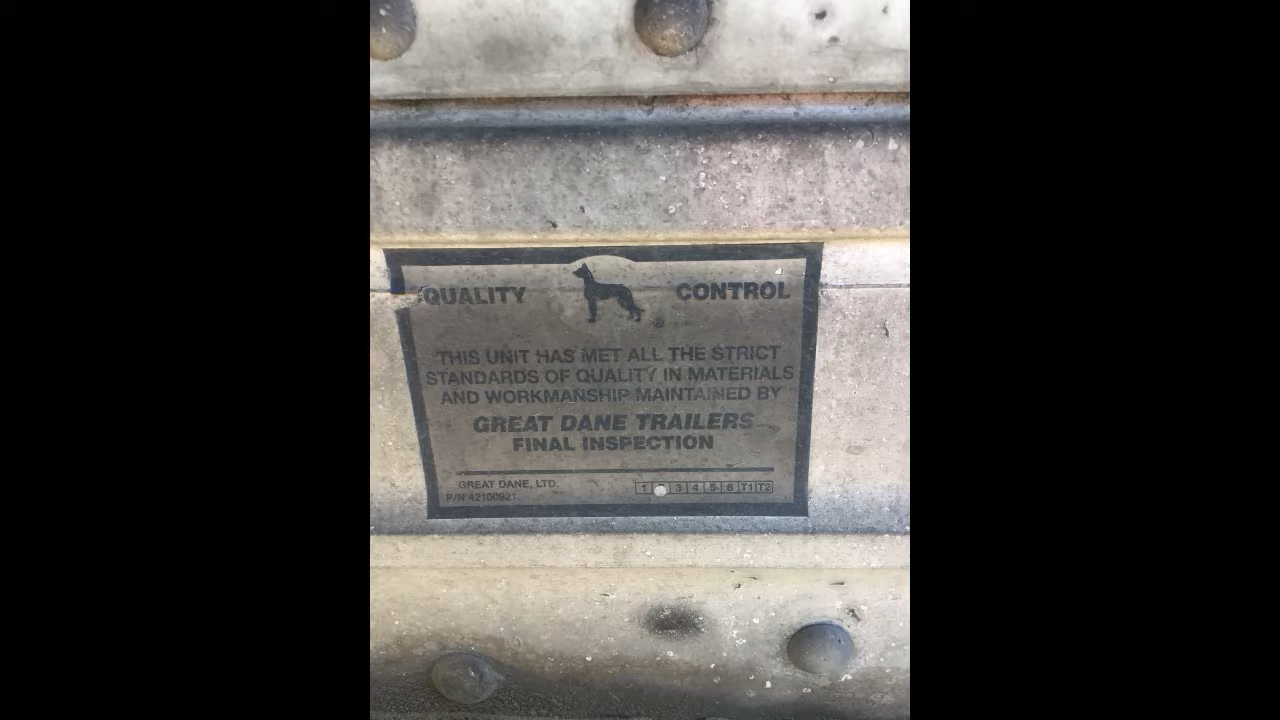 QUALITY CONTROL
®
THIS UNIT HAS MET ALL THE STRICT
STANDARDS OF QUALITY IN MATERIALS
AND WORKMANSHIP MAINTAINED BY
GREAT DANE TRAILERS
FINAL INSPECTION
GREAT DANE, LTD.
P/N 42100921
1 3 4 5 6 T1 T2